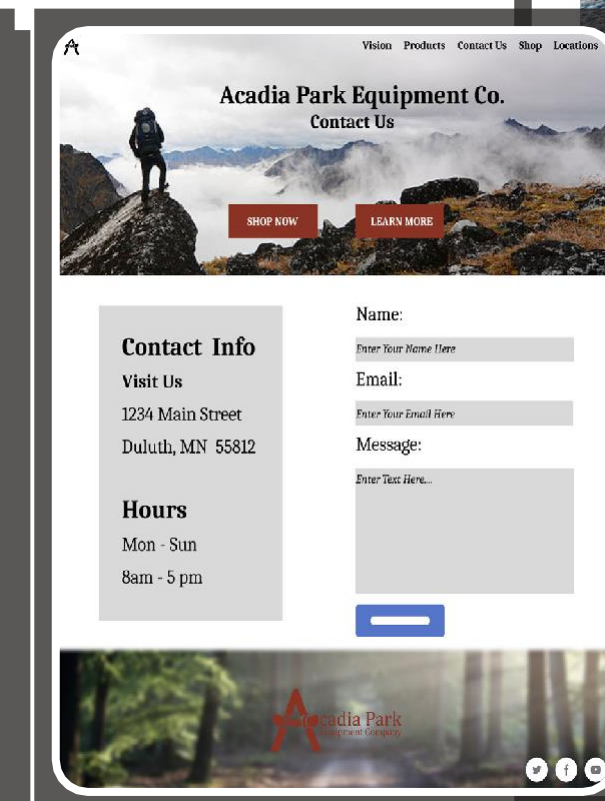 Vision Products Contact Us Shop Locations
Acadia Park Equipment Co.
Contact Us
SHOP NOW LEARN MORE
Contact Info
Visit Us
1234 Main Street
Duluth, MN 55812
Hours
Mon - Sun
8am - 5 pm
Name:
Enter Your Name Here
Email:
Enter Your Email Here
Message:
Enter Text Here...
Acadia Park
Equipment Company